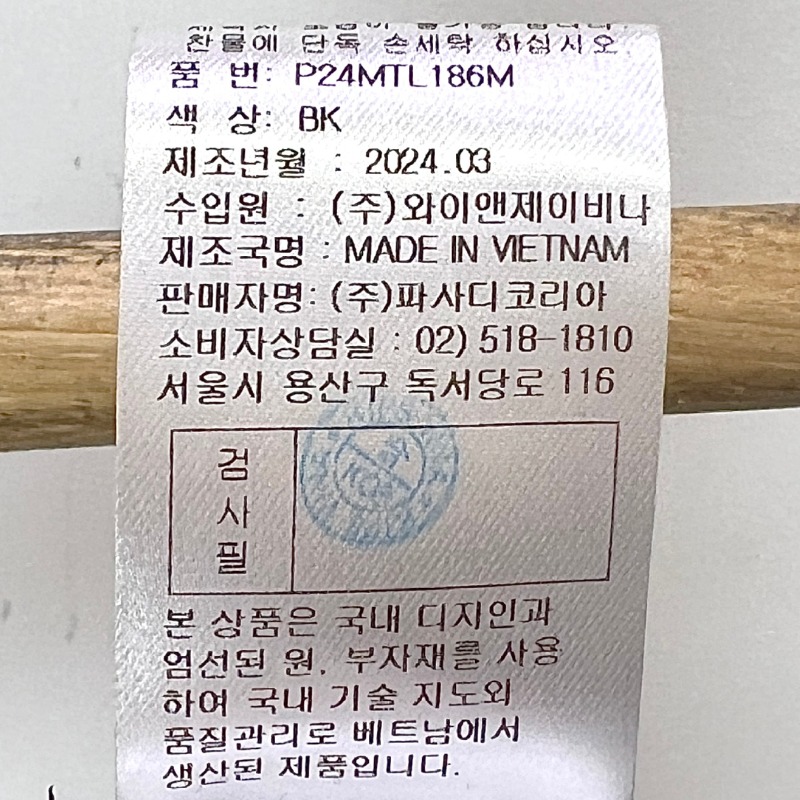 찬물에 단독 손세탁 하십시오.
품 번: P24MTL186M
색 상: BK
제조년월 : 2024.03
수입원 : (주)와이앤제이비나
제조국명 : MADE IN VIETNAM
판매자명: (주)파사디코리아
소비자상담실 : 02) 518-1810
서울시 용산구 독서당로 116
검사필
본 상품은 국내 디자인과
엄선된 원, 부자재를 사용
하여 국내 기술 지도와
품질관리로 베트남에서
생산된 제품입니다.